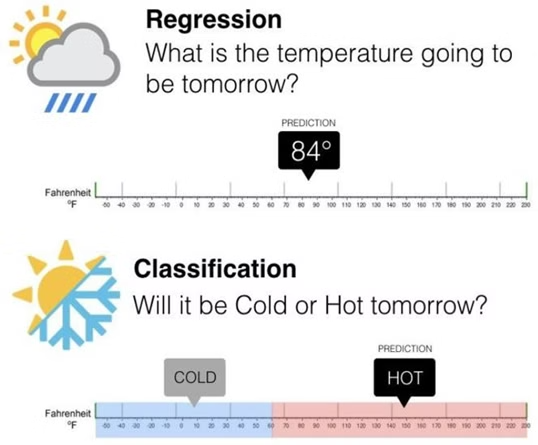 Regression
What is the temperature going to
be tomorrow?
PREDICTION
84°
Fahrenheit
°F
-50 -40 -30 -20 -10 0 10 20 30 40 50 60 70 80 90 100 110 120 130 140 150 160 170 180 190 200 210 220 230
Classification
Will it be Cold or Hot tomorrow?
PREDICTION
COLD HOT
Fahrenheit
°F
-50 -40 -30 -20 -10 0 10 20 30 40 50 60 70 80 90 100 110 120 130 140 150 160 170 180 190 200 210 220 230